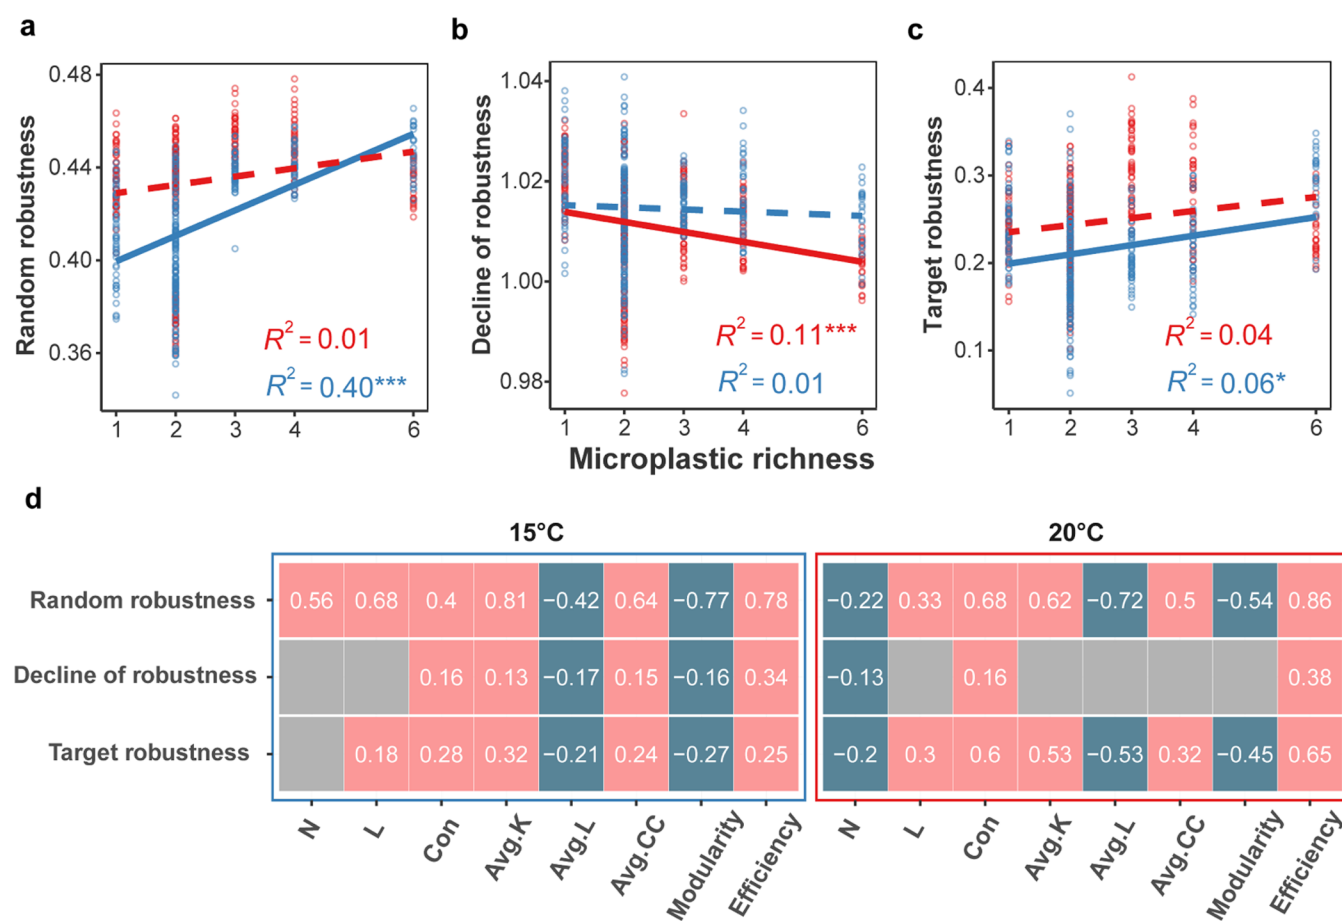 a
b
c
0.48
0.44
0.40
0.36
Random robustness
R² = 0.01
R² = 0.40***
1 2 3 4 6
1.04
1.02
1.00
0.98
Decline of robustness
R² = 0.11***
R² = 0.01
1 2 3 4 6
0.4
0.3
0.2
0.1
Target robustness
R² = 0.04
R² = 0.06*
1 2 3 4 6
Microplastic richness
d
15°C 20°C
Random robustness 0.56 0.68 0.4 0.81 −0.42 0.64 −0.77 0.78 −0.22 0.33 0.68 0.62 −0.72 0.5 −0.54 0.86
Decline of robustness 0.16 0.13 −0.17 0.15 −0.16 0.34 −0.13 0.16 0.38
Target robustness 0.18 0.28 0.32 −0.21 0.24 −0.27 0.25 −0.2 0.3 0.6 0.53 −0.53 0.32 −0.45 0.65
N L Con Avg.K Avg.L Avg.CC Modularity Efficiency N L Con Avg.K Avg.L Avg.CC Modularity Efficiency